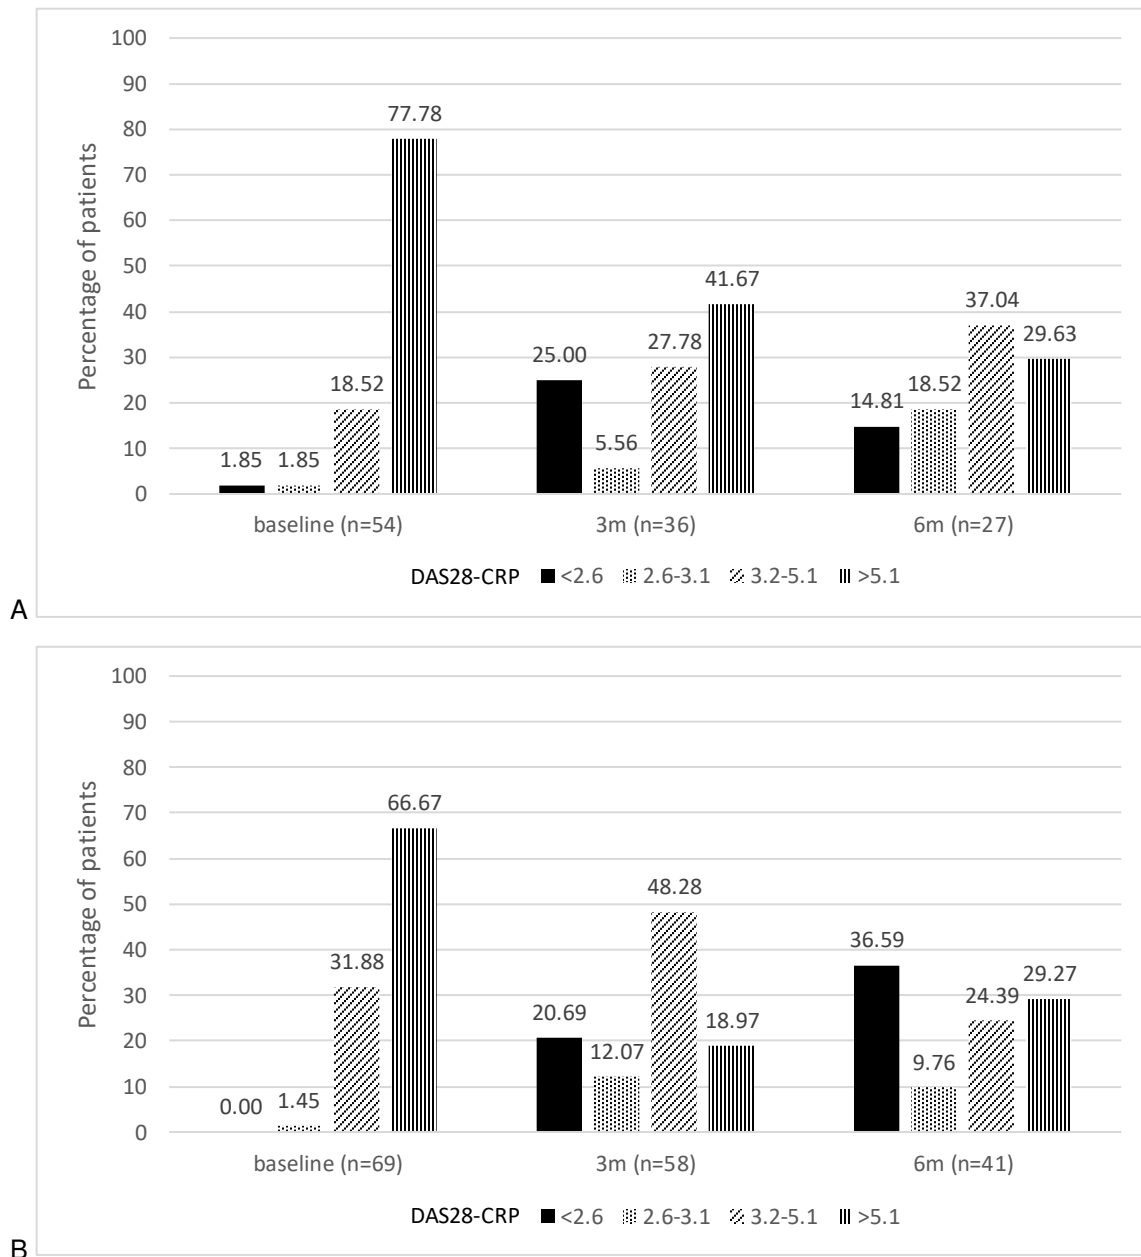 100
90
80
70
60
50
40
30
20
10
0
Percentage of patients
1.85 1.85 18.52 77.78
25.00 5.56 27.78 41.67
14.81 18.52 37.04 29.63
baseline (n=54) 3m (n=36) 6m (n=27)
DAS28-CRP <2.6 2.6-3.1 3.2-5.1 >5.1
A
100
90
80
70
60
50
40
30
20
10
0
Percentage of patients
0.00 1.45 31.88 66.67
20.69 12.07 48.28 18.97
36.59 9.76 24.39 29.27
baseline (n=69) 3m (n=58) 6m (n=41)
DAS28-CRP <2.6 2.6-3.1 3.2-5.1 >5.1
B